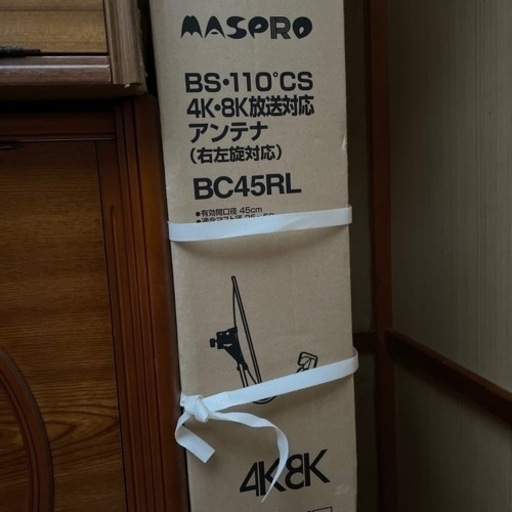 MASPRO
BS・110°CS
4K・8K放送対応
アンテナ
(右左旋対応)
BC45RL
●有効開口径 45cm
4K8K